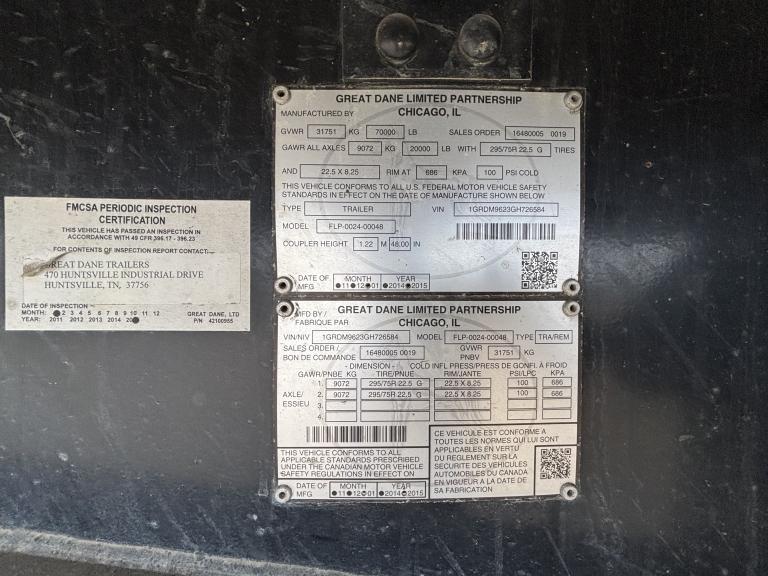 FMCSA PERIODIC INSPECTION
CERTIFICATION
THIS VEHICLE HAS PASSED AN INSPECTION IN
ACCORDANCE WITH 49 CFR 396.17 - 396.23
FOR CONTENTS OF INSPECTION REPORT CONTACT:
GREAT DANE TRAILERS
470 HUNTSVILLE INDUSTRIAL DRIVE
HUNTSVILLE, TN, 37756
DATE OF INSPECTION
MONTH: 2 3 4 5 6 7 8 9 10 11 12 GREAT DANE, LTD
YEAR: 2011 2012 2013 2014 20 P/N 42100955
GREAT DANE LIMITED PARTNERSHIP
MANUFACTURED BY CHICAGO, IL
GVWR 31751 KG 70000 LB SALES ORDER 16480005 0019
GAWR ALL AXLES 9072 KG 20000 LB WITH 295/75R 22.5 G TIRES
AND 22.5 X 8.25 RIM AT 686 KPA 100 PSI COLD
THIS VEHICLE CONFORMS TO ALL U.S. FEDERAL MOTOR VEHICLE SAFETY
STANDARDS IN EFFECT ON THE DATE OF MANUFACTURE SHOWN BELOW
TYPE TRAILER VIN 1GRDM9623GH726584
MODEL FLP-0024-00048
COUPLER HEIGHT 1.22 M 48.00 IN
DATE OF MFG MONTH YEAR
11 12 01 2014 2015
MFD BY / GREAT DANE LIMITED PARTNERSHIP
FABRIQUE PAR CHICAGO, IL
VIN/NIV 1GRDM9623GH726584 MODEL FLP-0024-00048 TYPE TRA/REM
SALES ORDER / BON DE COMMANDE 16480005 0019 GVWR PNBV 31751 KG
- DIMENSION - COLD INFL PRESS/PRESS DE GONFL À FROID
GAWR/PNBE KG TIRE/PNUE RIM/JANTE PSI/LPC KPA
1. 9072 295/75R 22.5 G 22.5 X 8.25 100 686
AXLE/ ESSIEU 2. 9072 295/75R 22.5 G 22.5 X 8.25 100 686
3.
4.
THIS VEHICLE CONFORMS TO ALL
APPLICABLE STANDARDS PRESCRIBED
UNDER THE CANADIAN MOTOR VEHICLE
SAFETY REGULATIONS IN EFFECT ON
DATE OF MFG MONTH YEAR
11 12 01 2014 2015
CE VEHICULE EST CONFORME A
TOUTES LES NORMES QUI LUI SONT
APPLICABLES EN VERTU
DU REGLEMENT SUR LA
SECURITE DES VEHICULES
AUTOMOBILES DU CANADA
EN VIGUEUR A LA DATE DE
SA FABRICATION